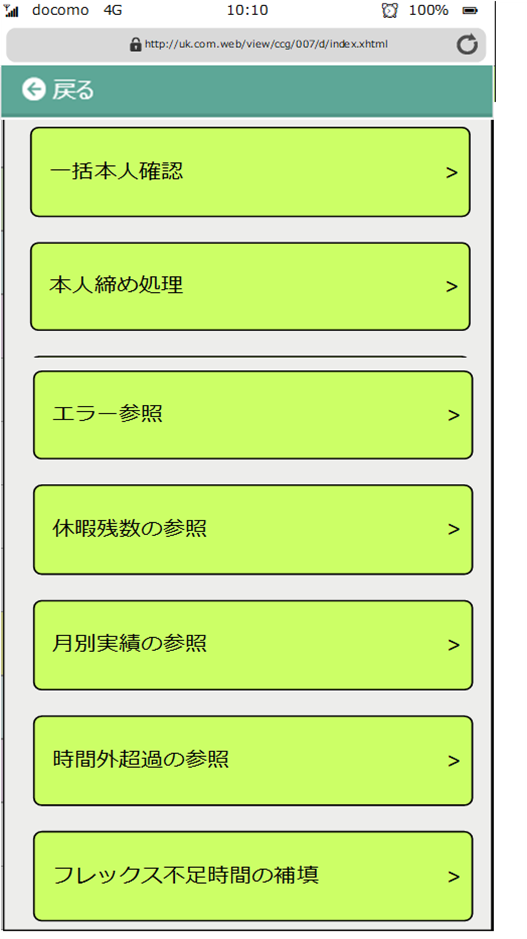 docomo 4G 10:10 100%
http://uk.com.web/view/ccg/007/d/index.xhtml
戻る
一括本人確認 >
本人締め処理 >
エラー参照 >
休暇残数の参照 >
月別実績の参照 >
時間外超過の参照 >
フレックス不足時間の補填 >